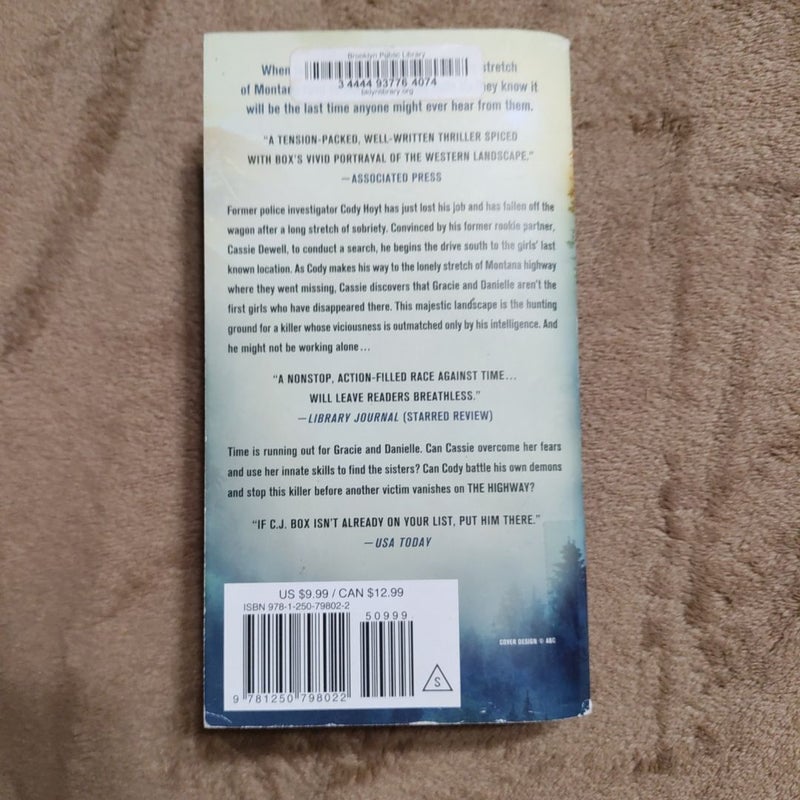 Brooklyn Public Library
When stretch
3 4444 93776 4074
of Montan they know it
bklynlibrary.org
will be the last time anyone might ever hear from them.
"A TENSION-PACKED, WELL-WRITTEN THRILLER SPICED
WITH BOX'S VIVID PORTRAYAL OF THE WESTERN LANDSCAPE."
—ASSOCIATED PRESS
Former police investigator Cody Hoyt has just lost his job and has fallen off the
wagon after a long stretch of sobriety. Convinced by his former rookie partner,
Cassie Dewell, to conduct a search, he begins the drive south to the girls' last
known location. As Cody makes his way to the lonely stretch of Montana highway
where they went missing, Cassie discovers that Gracie and Danielle aren't the
first girls who have disappeared there. This majestic landscape is the hunting
ground for a killer whose viciousness is outmatched only by his intelligence. And
he might not be working alone...
"A NONSTOP, ACTION-FILLED RACE AGAINST TIME...
WILL LEAVE READERS BREATHLESS."
—LIBRARY JOURNAL (STARRED REVIEW)
Time is running out for Gracie and Danielle. Can Cassie overcome her fears
and use her innate skills to find the sisters? Can Cody battle his own demons
and stop this killer before another victim vanishes on THE HIGHWAY?
"IF C.J. BOX ISN'T ALREADY ON YOUR LIST, PUT HIM THERE."
—USA TODAY
US $9.99 / CAN $12.99
ISBN 978-1-250-79802-2
50999
9 781250 798022
S
COVER DESIGN © ABC